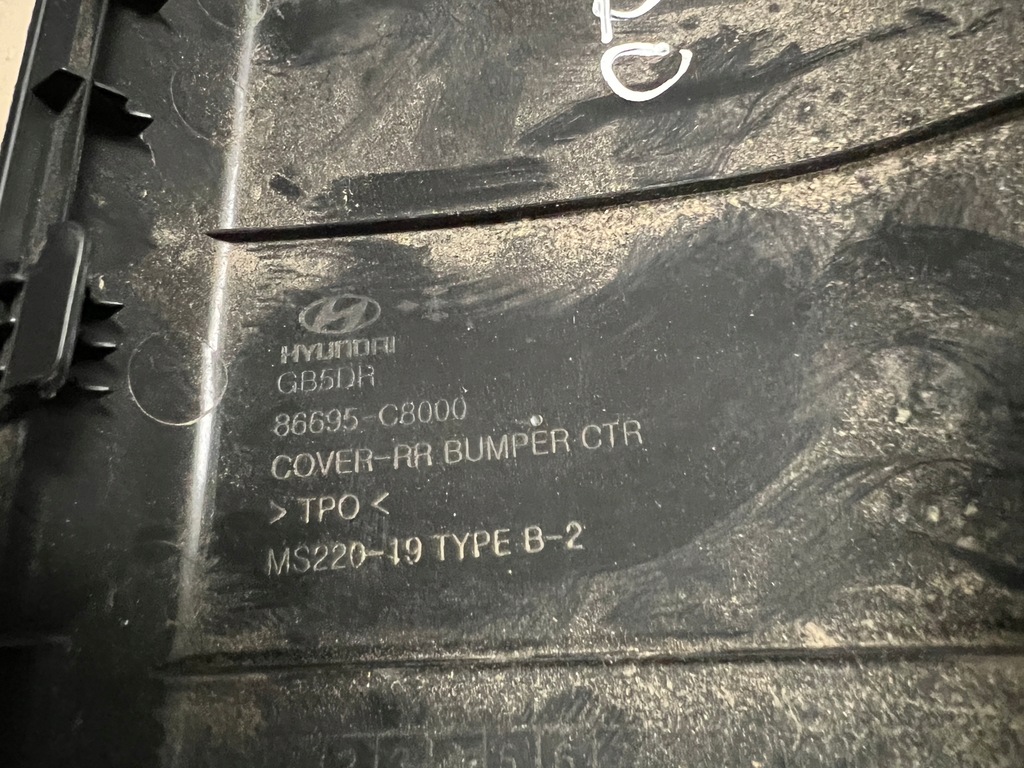 HYUNDAI
GB5DR
86695-C8000
COVER-RR BUMPER CTR
>TPO<
MS220-19 TYPE B-2